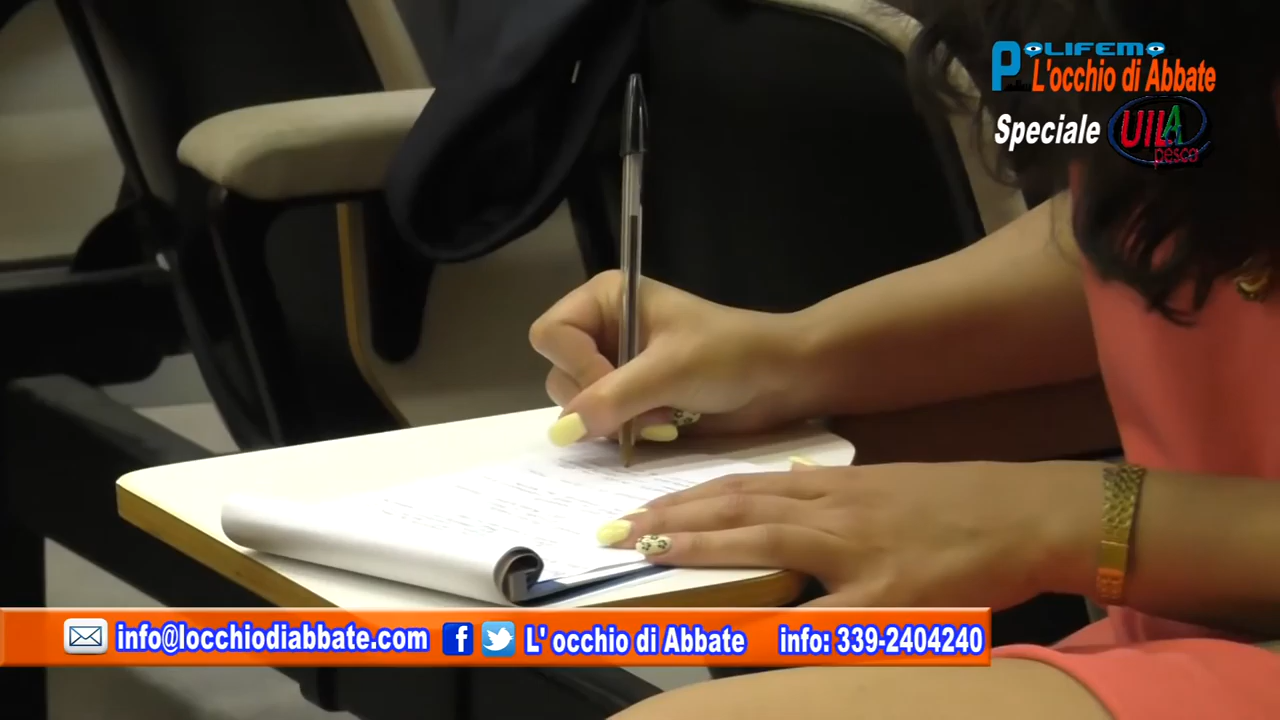 POLIFEMO
L'occhio di Abbate
Speciale UILA
pesca
info@locchiodiabbate.com L' occhio di Abbate info: 339-2404240